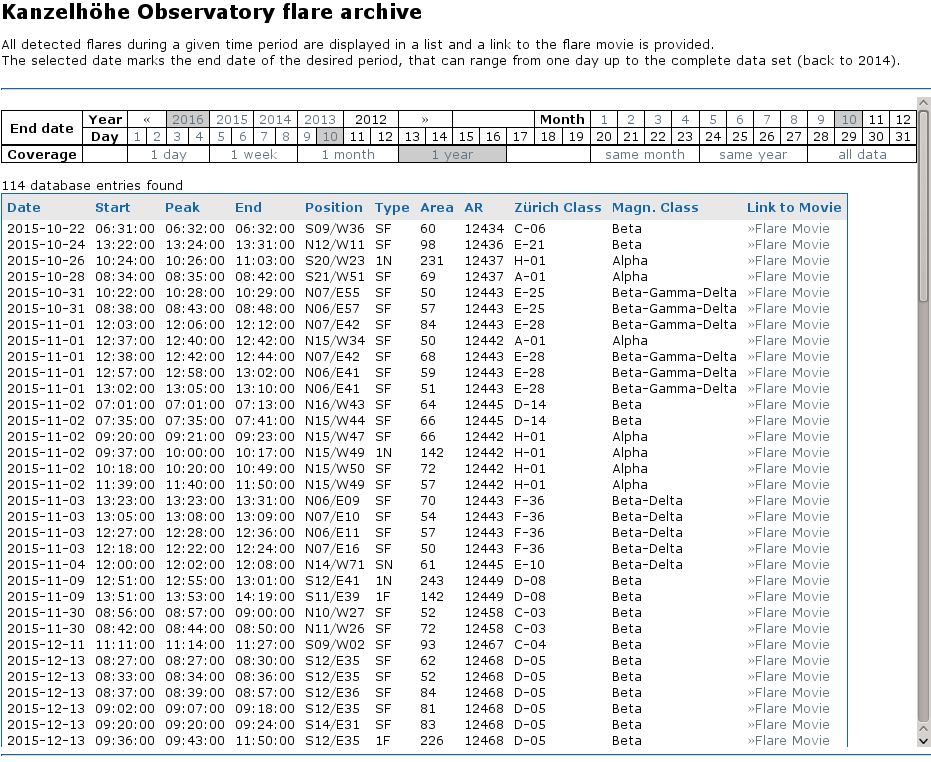 Kanzelhöhe Observatory flare archive
All detected flares during a given time period are displayed in a list and a link to the flare movie is provided.
The selected date marks the end date of the desired period, that can range from one day up to the complete data set (back to 2014).
End date Year « 2016 2015 2014 2013 2012 » Month 1 2 3 4 5 6 7 8 9 10 11 12
Day 1 2 3 4 5 6 7 8 9 10 11 12 13 14 15 16 17 18 19 20 21 22 23 24 25 26 27 28 29 30 31
Coverage 1 day 1 week 1 month 1 year same month same year all data
114 database entries found
Date Start Peak End Position Type Area AR Zürich Class Magn. Class Link to Movie
2015-10-22 06:31:00 06:32:00 06:32:00 S09/W36 SF 60 12434 C-06 Beta »Flare Movie
2015-10-24 13:22:00 13:24:00 13:31:00 N12/W11 SF 98 12436 E-21 Beta »Flare Movie
2015-10-26 10:24:00 10:26:00 11:03:00 S20/W23 1N 231 12437 H-01 Alpha »Flare Movie
2015-10-28 08:34:00 08:35:00 08:42:00 S21/W51 SF 69 12437 A-01 Alpha »Flare Movie
2015-10-31 10:22:00 10:28:00 10:29:00 N07/E55 SF 50 12443 E-25 Beta-Gamma-Delta »Flare Movie
2015-10-31 08:38:00 08:43:00 08:48:00 N06/E57 SF 57 12443 E-25 Beta-Gamma-Delta »Flare Movie
2015-11-01 12:03:00 12:06:00 12:12:00 N07/E42 SF 84 12443 E-28 Beta-Gamma-Delta »Flare Movie
2015-11-01 12:37:00 12:40:00 12:42:00 N15/W34 SF 50 12442 A-01 Alpha »Flare Movie
2015-11-01 12:38:00 12:42:00 12:44:00 N07/E42 SF 68 12443 E-28 Beta-Gamma-Delta »Flare Movie
2015-11-01 12:57:00 12:58:00 13:02:00 N06/E41 SF 59 12443 E-28 Beta-Gamma-Delta »Flare Movie
2015-11-01 13:02:00 13:05:00 13:10:00 N06/E41 SF 51 12443 E-28 Beta-Gamma-Delta »Flare Movie
2015-11-02 07:01:00 07:01:00 07:13:00 N16/W43 SF 64 12445 D-14 Beta »Flare Movie
2015-11-02 07:35:00 07:35:00 07:41:00 N15/W44 SF 66 12445 D-14 Beta »Flare Movie
2015-11-02 09:20:00 09:21:00 09:23:00 N15/W47 SF 66 12442 H-01 Alpha »Flare Movie
2015-11-02 09:37:00 10:00:00 10:17:00 N15/W49 1N 142 12442 H-01 Alpha »Flare Movie
2015-11-02 10:18:00 10:20:00 10:49:00 N15/W50 SF 72 12442 H-01 Alpha »Flare Movie
2015-11-02 11:39:00 11:40:00 11:50:00 N15/W49 SF 57 12442 H-01 Alpha »Flare Movie
2015-11-03 13:23:00 13:23:00 13:31:00 N06/E09 SF 70 12443 F-36 Beta-Delta »Flare Movie
2015-11-03 13:05:00 13:08:00 13:09:00 N07/E10 SF 54 12443 F-36 Beta-Delta »Flare Movie
2015-11-03 12:27:00 12:28:00 12:36:00 N06/E11 SF 57 12443 F-36 Beta-Delta »Flare Movie
2015-11-03 12:18:00 12:22:00 12:24:00 N07/E16 SF 50 12443 F-36 Beta-Delta »Flare Movie
2015-11-04 12:00:00 12:02:00 12:08:00 N14/W71 SN 61 12445 E-10 Beta-Delta »Flare Movie
2015-11-09 12:51:00 12:55:00 13:01:00 S12/E41 1N 243 12449 D-08 Beta »Flare Movie
2015-11-09 13:51:00 13:53:00 14:19:00 S11/E39 1F 142 12449 D-08 Beta »Flare Movie
2015-11-30 08:56:00 08:57:00 09:00:00 N10/W27 SF 52 12458 C-03 Beta »Flare Movie
2015-11-30 08:42:00 08:44:00 08:50:00 N11/W26 SF 72 12458 C-03 Beta »Flare Movie
2015-12-11 11:11:00 11:14:00 11:27:00 S09/W02 SF 93 12467 C-04 Beta »Flare Movie
2015-12-13 08:27:00 08:27:00 08:30:00 S12/E35 SF 62 12468 D-05 Beta »Flare Movie
2015-12-13 08:33:00 08:34:00 08:36:00 S12/E35 SF 52 12468 D-05 Beta »Flare Movie
2015-12-13 08:37:00 08:39:00 08:57:00 S12/E36 SF 84 12468 D-05 Beta »Flare Movie
2015-12-13 09:02:00 09:07:00 09:18:00 S12/E35 SF 81 12468 D-05 Beta »Flare Movie
2015-12-13 09:20:00 09:20:00 09:24:00 S14/E31 SF 83 12468 D-05 Beta »Flare Movie
2015-12-13 09:36:00 09:43:00 11:50:00 S12/E35 1F 226 12468 D-05 Beta »Flare Movie